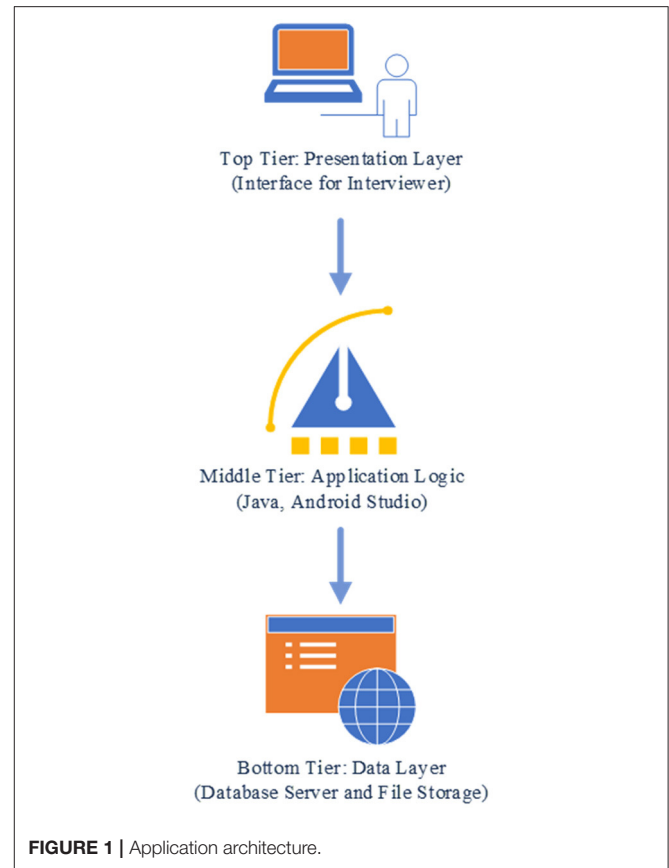 Top Tier: Presentation Layer
(Interface for Interviewer)
Middle Tier: Application Logic
(Java, Android Studio)
Bottom Tier: Data Layer
(Database Server and File Storage)
FIGURE 1 | Application architecture.